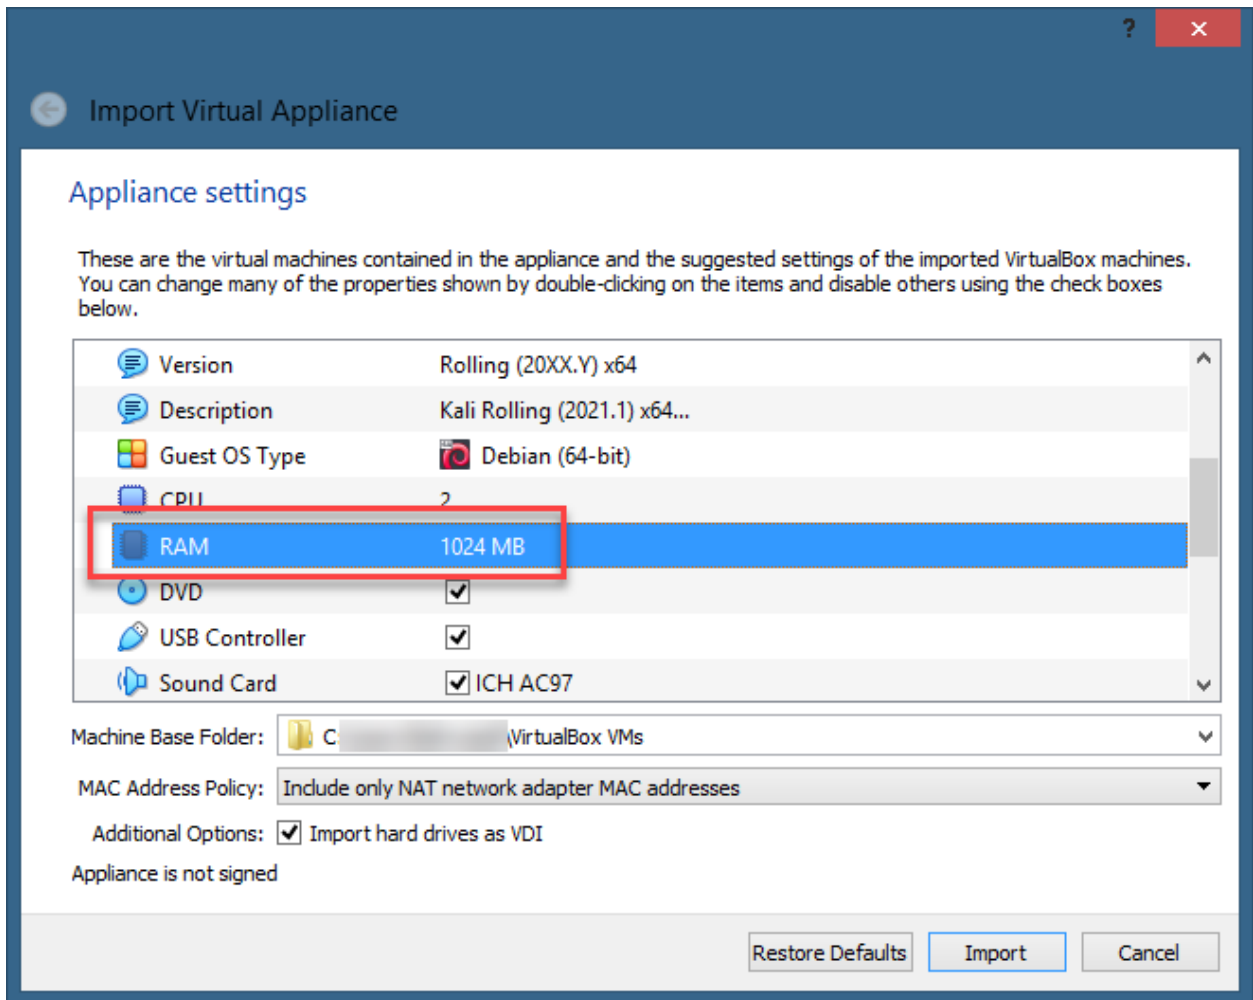 ?
Import Virtual Appliance
Appliance settings
These are the virtual machines contained in the appliance and the suggested settings of the imported VirtualBox machines.
You can change many of the properties shown by double-clicking on the items and disable others using the check boxes
below.
Version Rolling (20XX.Y) x64
Description Kali Rolling (2021.1) x64...
Guest OS Type Debian (64-bit)
CPU 2
RAM 1024 MB
DVD
USB Controller
Sound Card ICH AC97
Machine Base Folder: C \VirtualBox VMs
MAC Address Policy: Include only NAT network adapter MAC addresses
Additional Options: Import hard drives as VDI
Appliance is not signed
Restore Defaults Import Cancel